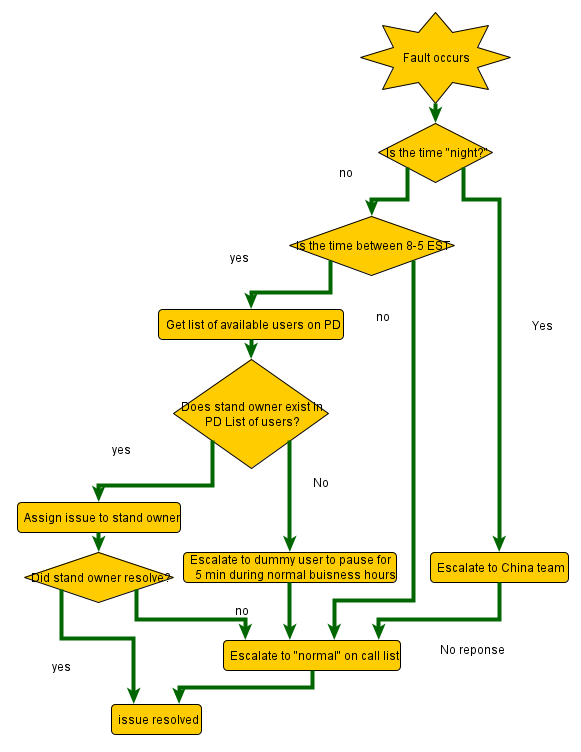 Fault occurs
Is the time "night?"
no
Is the time between 8-5 EST
yes
no
Get list of available users on PD
Yes
Does stand owner exist in
PD List of users?
yes
No
Assign issue to stand owner
Escalate to dummy user to pause for
5 min during normal buisness hours
Escalate to China team
Did stand owner resolve?
no
Escalate to "normal" on call list
No reponse
yes
issue resolved